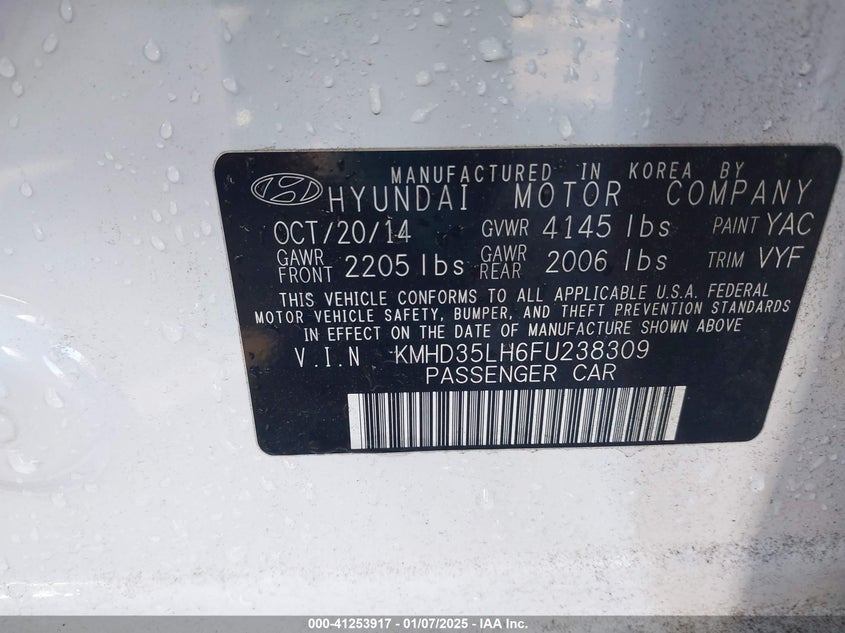 MANUFACTURED IN KOREA BY
HYUNDAI MOTOR COMPANY
OCT/20/14 GVWR 4145 lbs PAINT YAC
GAWR FRONT 2205 lbs GAWR REAR 2006 lbs TRIM VYF
THIS VEHICLE CONFORMS TO ALL APPLICABLE U.S.A. FEDERAL
MOTOR VEHICLE SAFETY, BUMPER, AND THEFT PREVENTION STANDARDS
IN EFFECT ON THE DATE OF MANUFACTURE SHOWN ABOVE
V.I.N KMHD35LH6FU238309
PASSENGER CAR
000-41253917 - 01/07/2025 - IAA Inc.